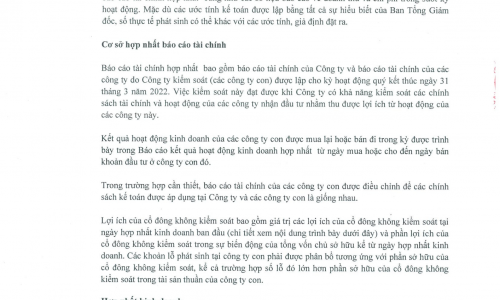 hoạt động. Mặc dù các ước tính kế toán được lập bằng tất cả sự hiểu biết của Ban Tổng Giám
đốc, số thực tế phát sinh có thể khác với các ước tính, giả định đặt ra.
Cơ sở hợp nhất báo cáo tài chính
Báo cáo tài chính hợp nhất bao gồm báo cáo tài chính của Công ty và báo cáo tài chính của các
công ty do Công ty kiểm soát (các công ty con) được lập cho kỳ hoạt động quý kết thúc ngày 31
tháng 3 năm 2022. Việc kiểm soát này đạt được khi Công ty có khả năng kiểm soát các chính
sách tài chính và hoạt động của các công ty nhận đầu tư nhằm thu được lợi ích từ hoạt động của
các công ty này.
Kết quả hoạt động kinh doanh của các công ty con được mua lại hoặc bán đi trong kỳ được trình
bày trong Báo cáo kết quả hoạt động kinh doanh hợp nhất từ ngày mua hoặc cho đến ngày bán
khoản đầu tư ở công ty con đó.
Trong trường hợp cần thiết, báo cáo tài chính của các công ty con được điều chỉnh để các chính
sách kế toán được áp dụng tại Công ty và các công ty con là giống nhau.
Lợi ích của cổ đông không kiểm soát bao gồm giá trị các lợi ích của cổ đông không kiểm soát tại
ngày hợp nhất kinh doanh ban đầu (chi tiết xem nội dung trình bày dưới đây) và phần lợi ích của
cổ đông không kiểm soát trong sự biến động của tổng vốn chủ sở hữu kể từ ngày hợp nhất kinh
doanh. Các khoản lỗ phát sinh tại công ty con phải được phân bổ tương ứng với phần sở hữu của
cổ đông không kiểm soát, kể cả trường hợp số lỗ đó lớn hơn phần sở hữu của cổ đông không
kiểm soát trong tài sản thuần của công ty con.